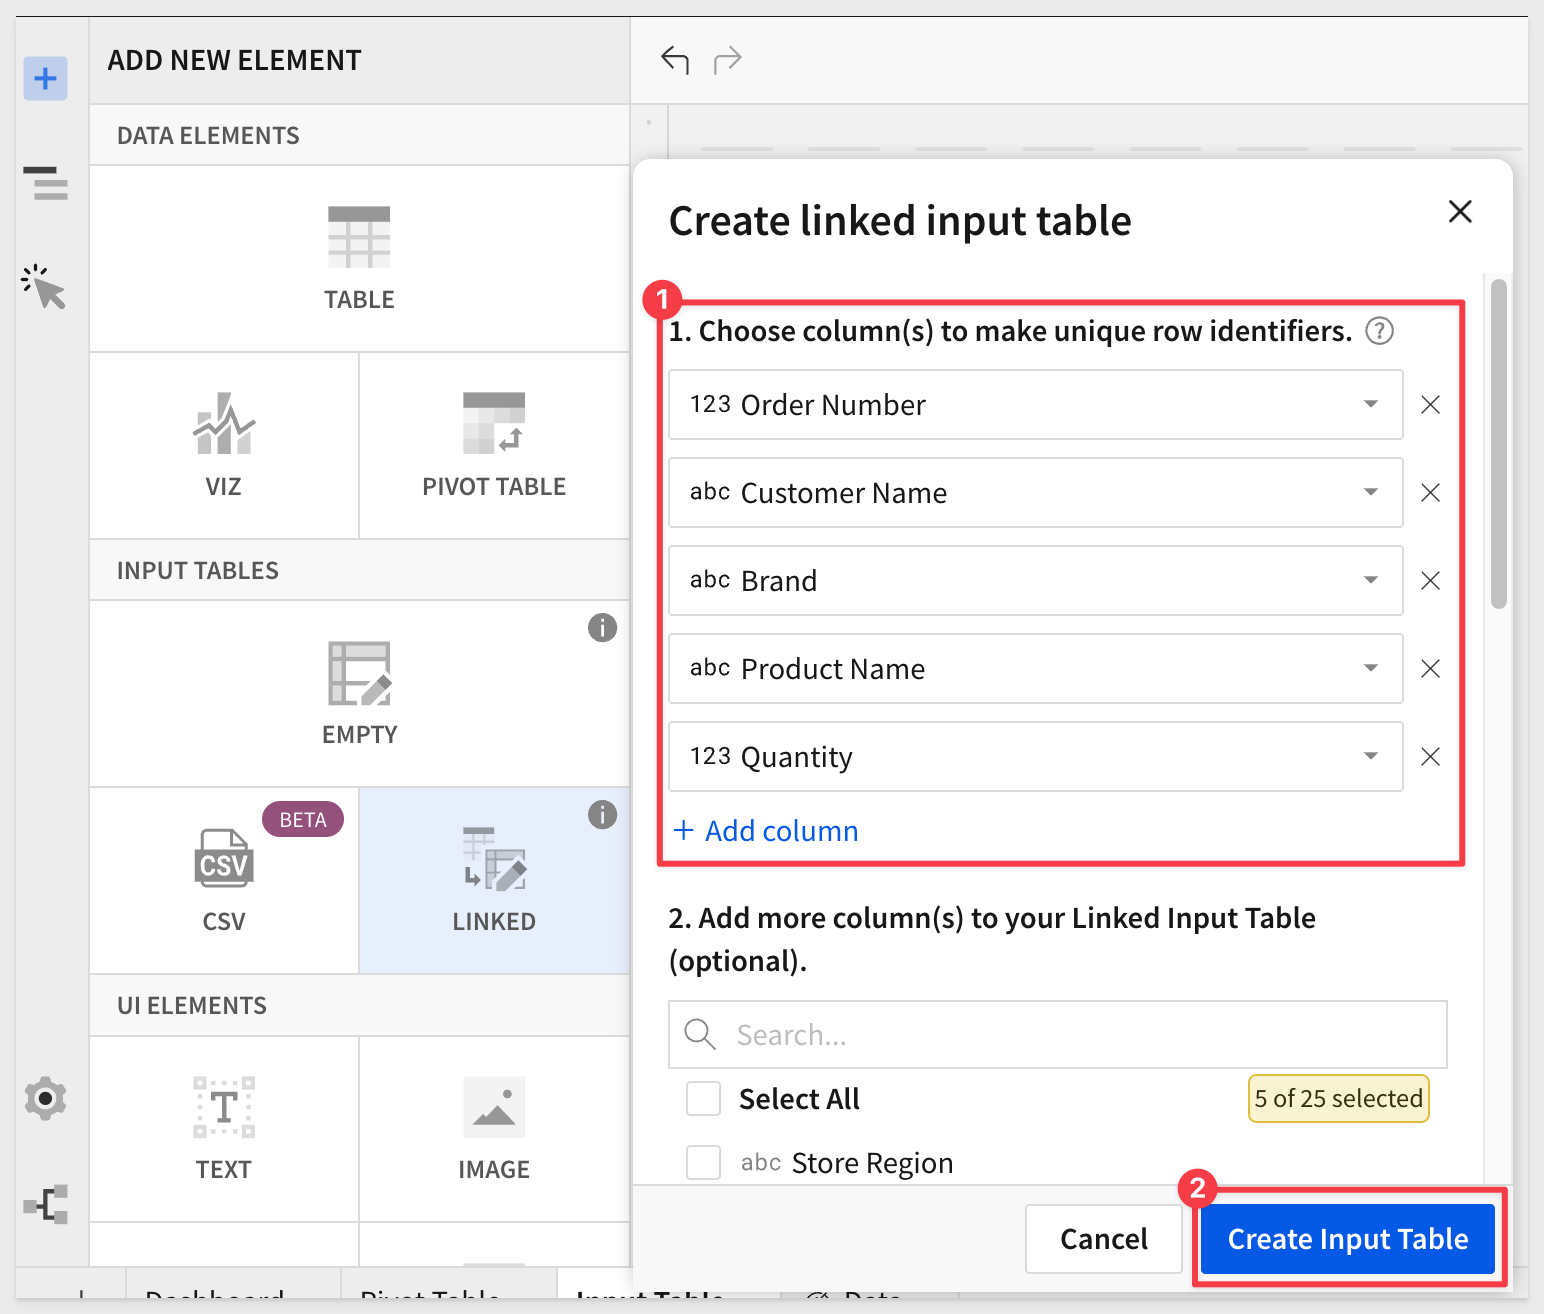 ADD NEW ELEMENT
DATA ELEMENTS
TABLE
VIZ
PIVOT TABLE
INPUT TABLES
EMPTY
BETA
CSV
CSV
LINKED
UI ELEMENTS
TEXT
IMAGE
Create linked input table
1
1. Choose column(s) to make unique row identifiers.
123 Order Number
abc Customer Name
abc Brand
abc Product Name
123 Quantity
+ Add column
2. Add more column(s) to your Linked Input Table
(optional).
Search...
Select All
5 of 25 selected
abc Store Region
2
Cancel
Create Input Table
Dashboard
Pivot Table
Input Table
Data